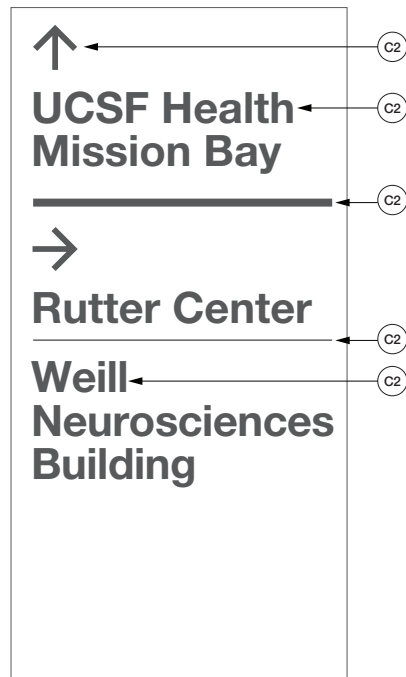 C2
UCSF Health C2
Mission Bay
C2
Rutter Center
C2
Weill C2
Neurosciences
Building